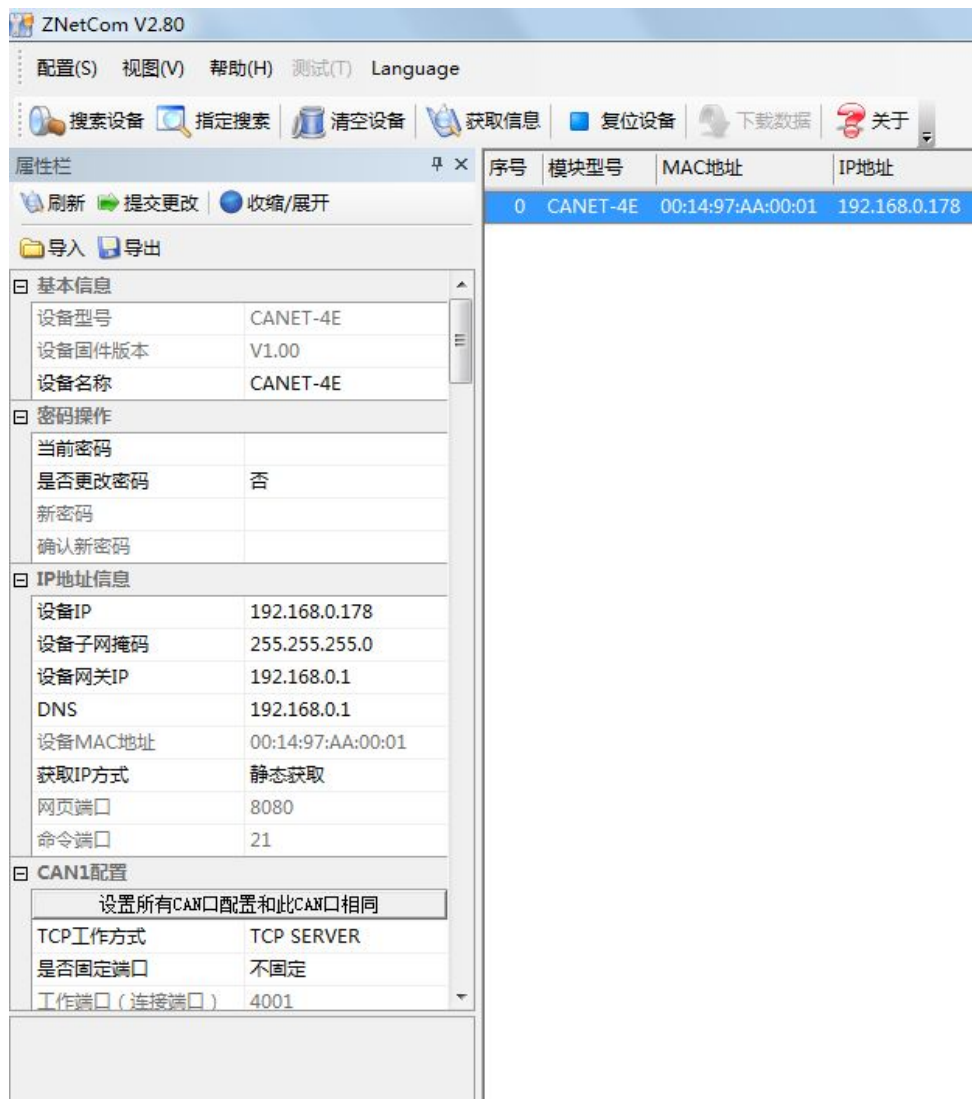 ZNetCom V2.80
配置(S) 视图(V) 帮助(H) 测试(T) Language
搜索设备 指定搜索 清空设备 获取信息 复位设备 下载数据 关于
属性栏
刷新 提交更改 收缩/展开
导入 导出
基本信息
设备型号 CANET-4E
设备固件版本 V1.00
设备名称 CANET-4E
密码操作
当前密码
是否更改密码 否
新密码
确认新密码
IP地址信息
设备IP 192.168.0.178
设备子网掩码 255.255.255.0
设备网关IP 192.168.0.1
DNS 192.168.0.1
设备MAC地址 00:14:97:AA:00:01
获取IP方式 静态获取
网页端口 8080
命令端口 21
CAN1配置
设置所有CAN口配置和此CAN口相同
TCP工作方式 TCP SERVER
是否固定端口 不固定
工作端口（连接端口） 4001
序号 模块型号 MAC地址 IP地址
0 CANET-4E 00:14:97:AA:00:01 192.168.0.178